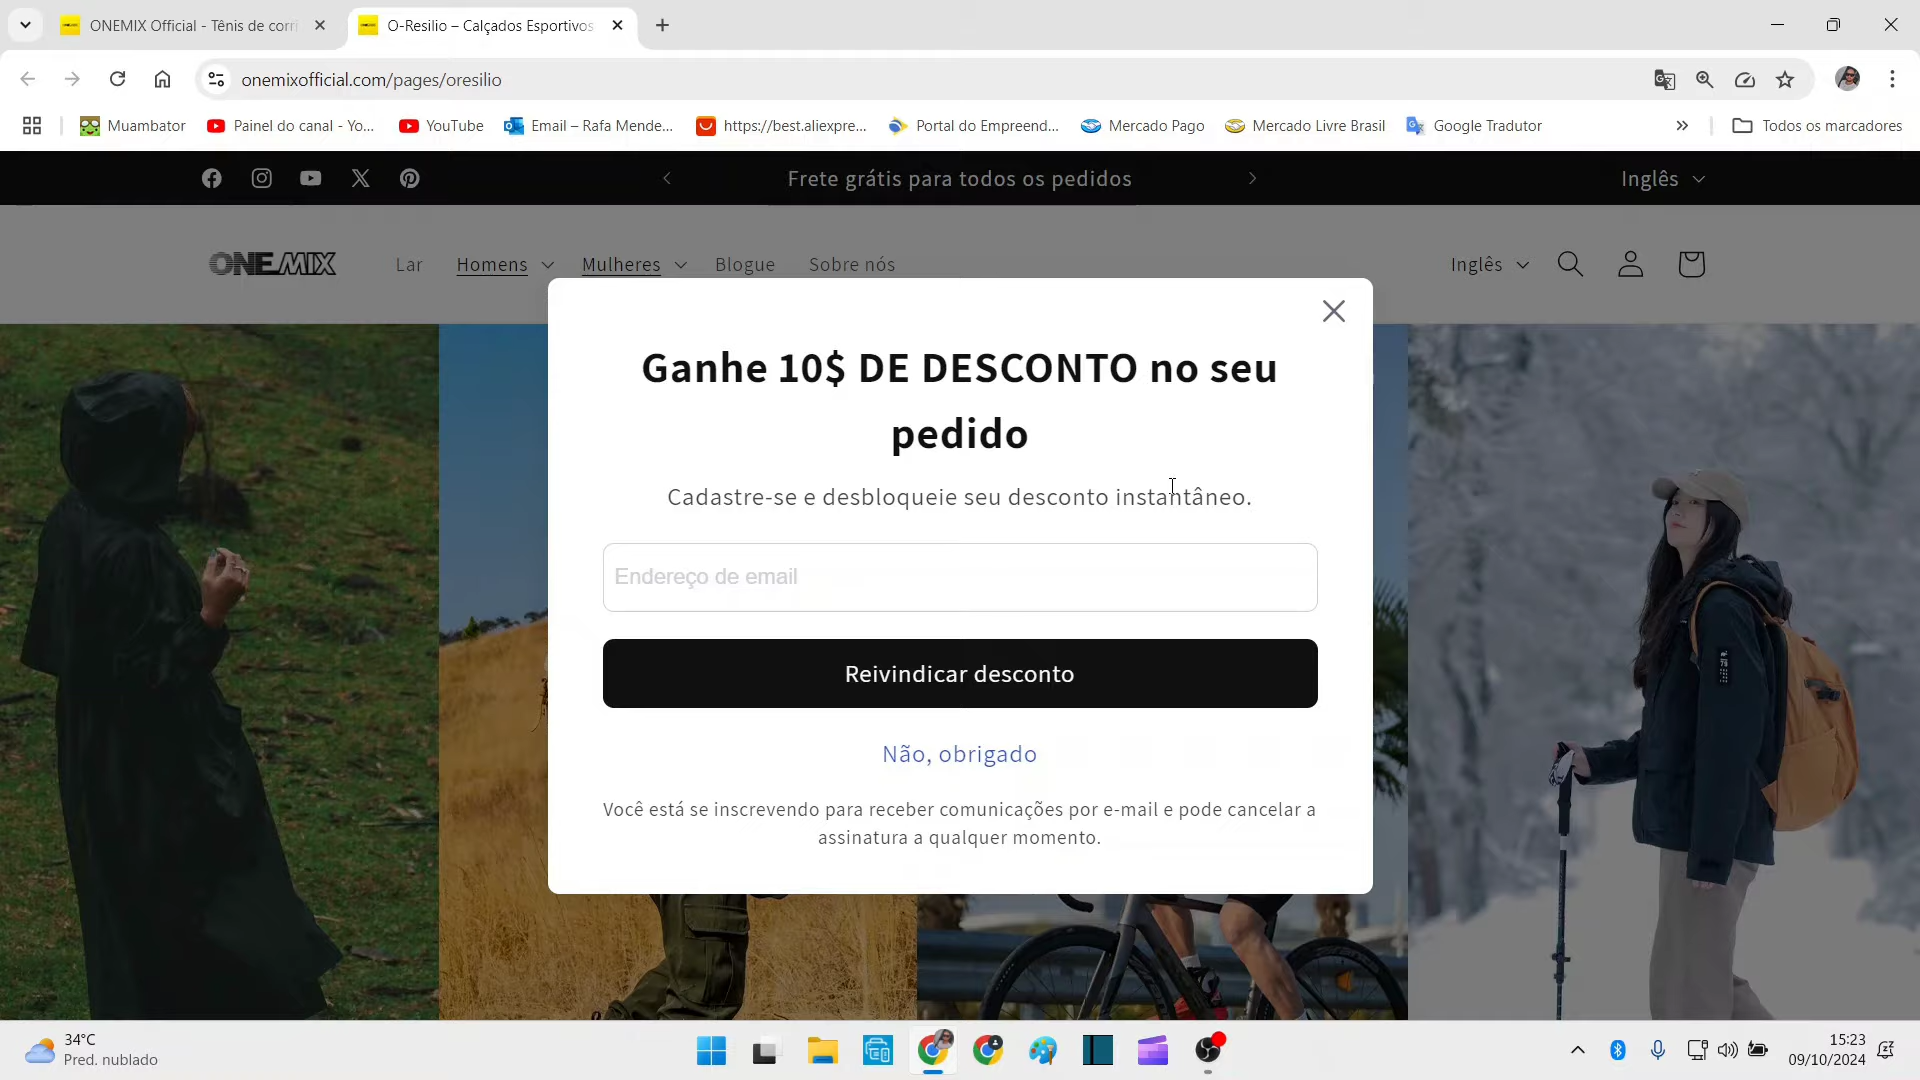 ONEMIX Official - Tênis de corri
O-Resilio – Calçados Esportivos
onemixofficial.com/pages/oresilio
Muambator
Painel do canal - Yo...
YouTube
Email – Rafa Mende...
https://best.aliexpre...
Portal do Empreend...
Mercado Pago
Mercado Livre Brasil
Google Tradutor
»
Todos os marcadores
Frete grátis para todos os pedidos
Inglês
ONEMIX
Lar
Homens
Mulheres
Blogue
Sobre nós
Inglês
Ganhe 10$ DE DESCONTO no seu
pedido
Cadastre-se e desbloqueie seu desconto instantâneo.
Endereço de email
Reivindicar desconto
Não, obrigado
Você está se inscrevendo para receber comunicações por e-mail e pode cancelar a
assinatura a qualquer momento.
34°C
Pred. nublado
15:23
09/10/2024